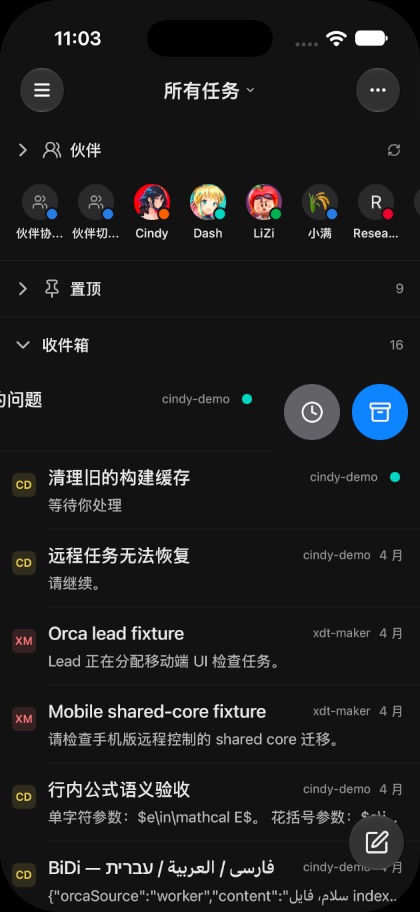 11:03
所有任务
伙伴
伙伴协... 伙伴切... Cindy Dash LiZi 小满 R Resea...
置顶 9
收件箱 16
的问题 cindy-demo
CD 清理旧的构建缓存 cindy-demo
等待你处理
CD 远程任务无法恢复 cindy-demo 4 月
请继续。
XM Orca lead fixture xdt-maker 4 月
Lead 正在分配移动端 UI 检查任务。
XM Mobile shared-core fixture xdt-maker 4 月
请检查手机版远程控制的 shared core 迁移。
CD 行内公式语义验收 cindy-demo 4 月
单字符参数：$e\in\mathcal E$。 花括号参数：
CD BiDi — עברית / العربية / فارسی cindy-demo 4 月
{"orcaSource":"worker","content":"سلام، فایل index...